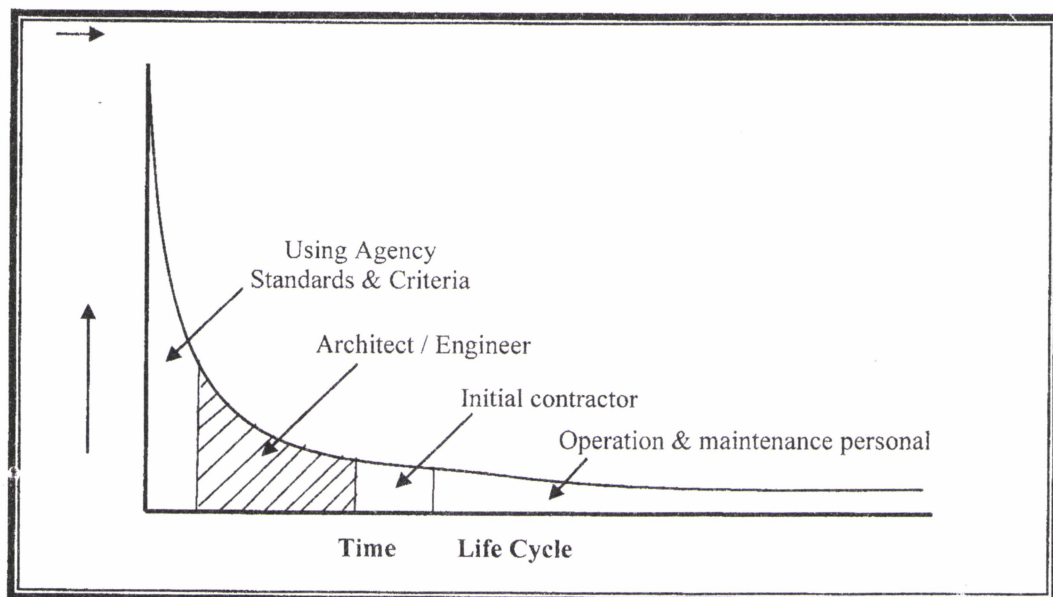 Using Agency
Standards & Criteria
Architect / Engineer
Initial contractor
Operation & maintenance personal
Time Life Cycle